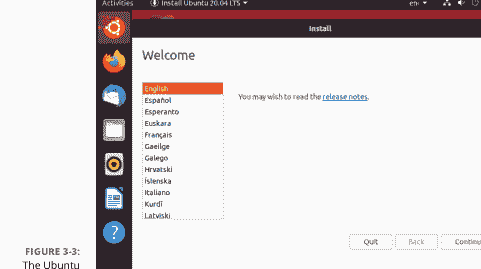 Activities
Install Ubuntu 20.04 LTS
en
Install
Welcome
English
Español
Esperanto
Euskara
Français
Gaeilge
Galego
Hrvatski
Íslenska
Italiano
Kurdî
Latviski
You may wish to read the release notes.
Quit
Back
Continu
FIGURE 3-3:
The Ubuntu